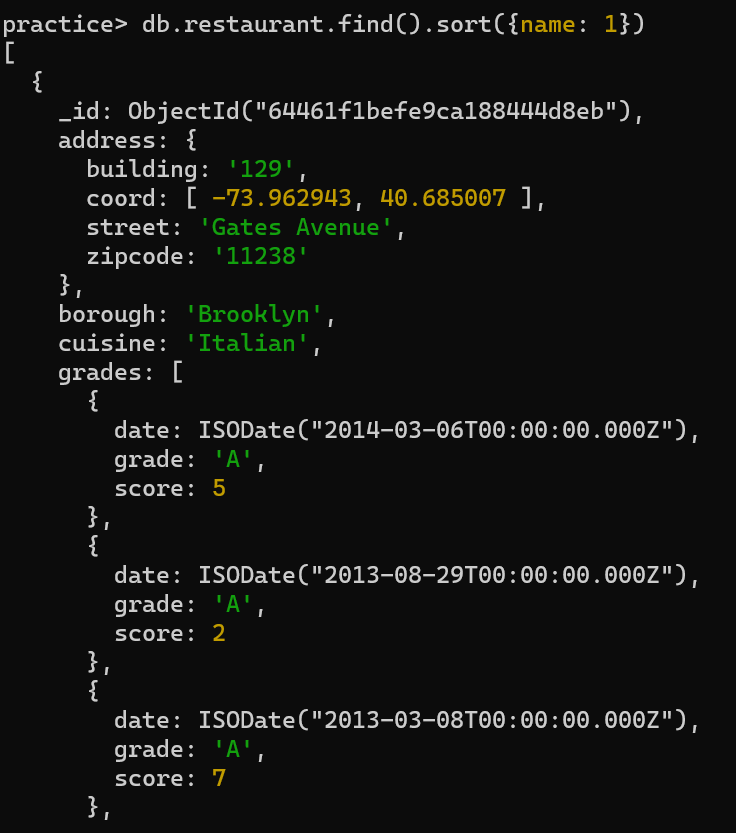 practice> db.restaurant.find().sort({name: 1})
[
  {
    _id: ObjectId("64461f1befe9ca188444d8eb"),
    address: {
      building: '129',
      coord: [ -73.962943, 40.685007 ],
      street: 'Gates Avenue',
      zipcode: '11238'
    },
    borough: 'Brooklyn',
    cuisine: 'Italian',
    grades: [
      {
        date: ISODate("2014-03-06T00:00:00.000Z"),
        grade: 'A',
        score: 5
      },
      {
        date: ISODate("2013-08-29T00:00:00.000Z"),
        grade: 'A',
        score: 2
      },
      {
        date: ISODate("2013-03-08T00:00:00.000Z"),
        grade: 'A',
        score: 7
      },